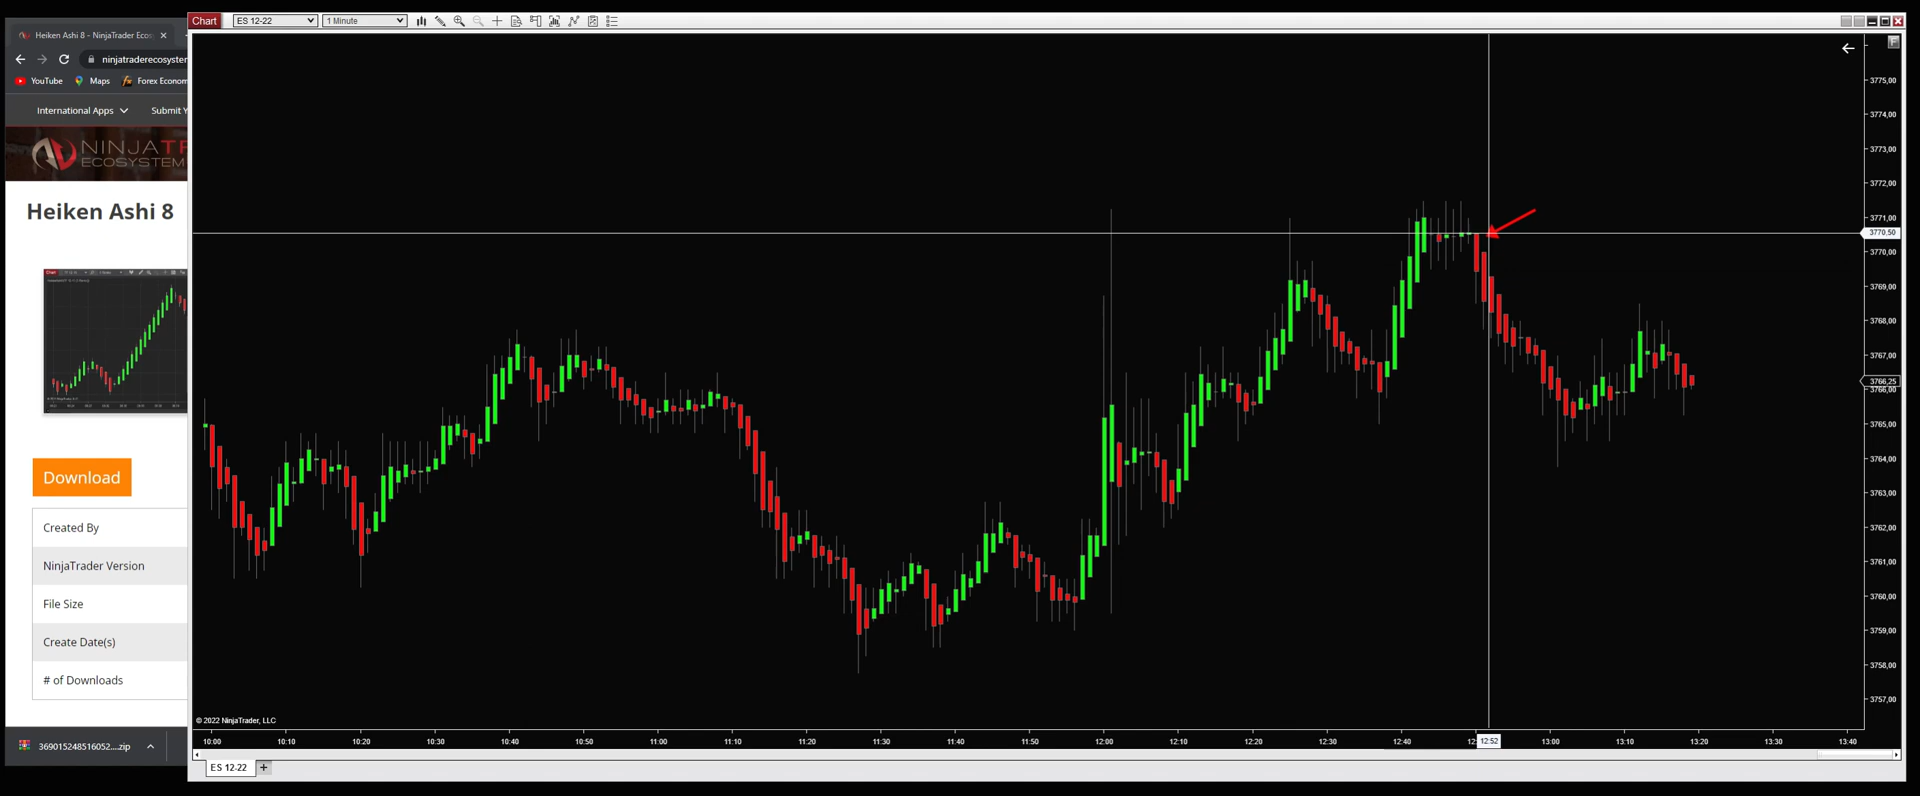 Heiken Ashi 8 - NinjaTrader Ecos
ninjatraderecosyster
YouTube
Maps
Forex Econom
International Apps
Submit Y
NINJATR
ECOSYSTEM
Heiken Ashi 8
Download
Created By
NinjaTrader Version
File Size
Create Date(s)
# of Downloads
369015248516052....zip
Chart
ES 12-22
1 Minute
F
3775,00
3774,00
3773,00
3772,00
3771,00
3770,50
3770,00
3769,00
3768,00
3767,00
3766,25
3766,00
3765,00
3764,00
3763,00
3762,00
3761,00
3760,00
3759,00
3758,00
3757,00
© 2022 NinjaTrader, LLC
10:00 10:10 10:20 10:30 10:40 10:50 11:00 11:10 11:20 11:30 11:40 11:50 12:00 12:10 12:20 12:30 12:40 12:52 13:00 13:10 13:20 13:30 13:40
ES 12-22 +